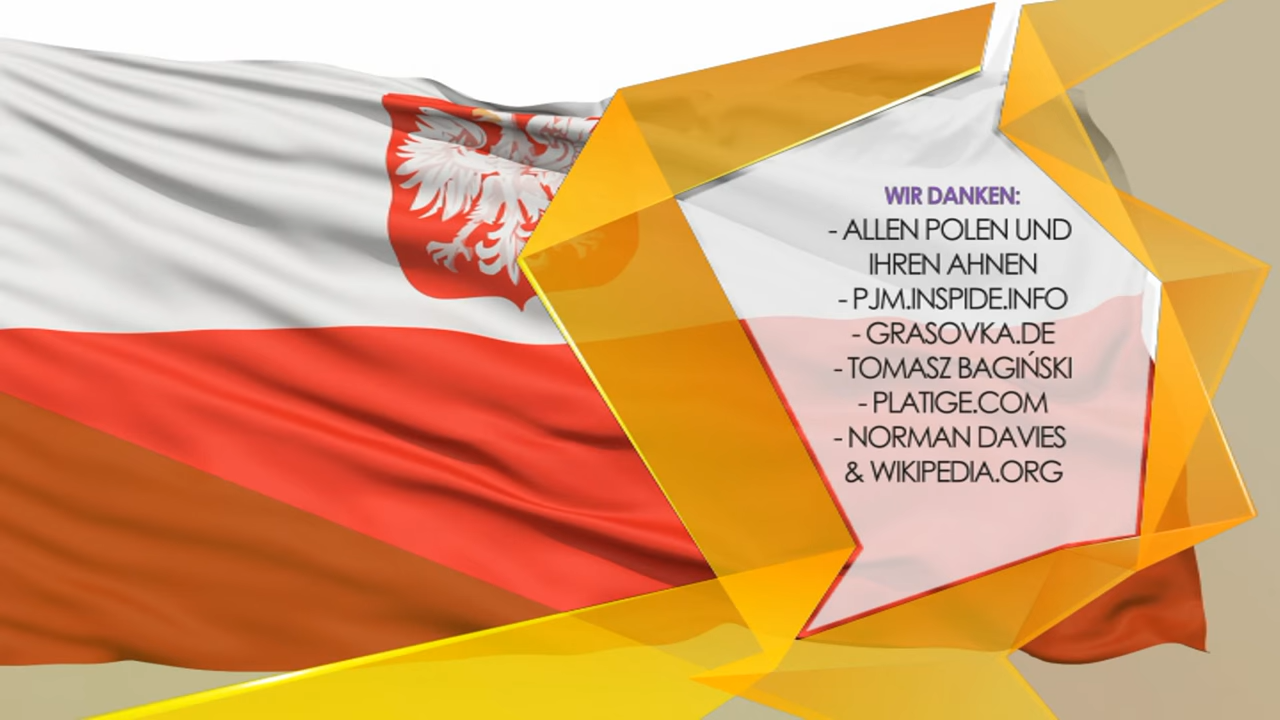 WIR DANKEN:
- ALLEN POLEN UND
IHREN AHNEN
- PJM.INSPIDE.INFO
- GRASOVKA.DE
- TOMASZ BAGIŃSKI
- PLATIGE.COM
- NORMAN DAVIES
& WIKIPEDIA.ORG